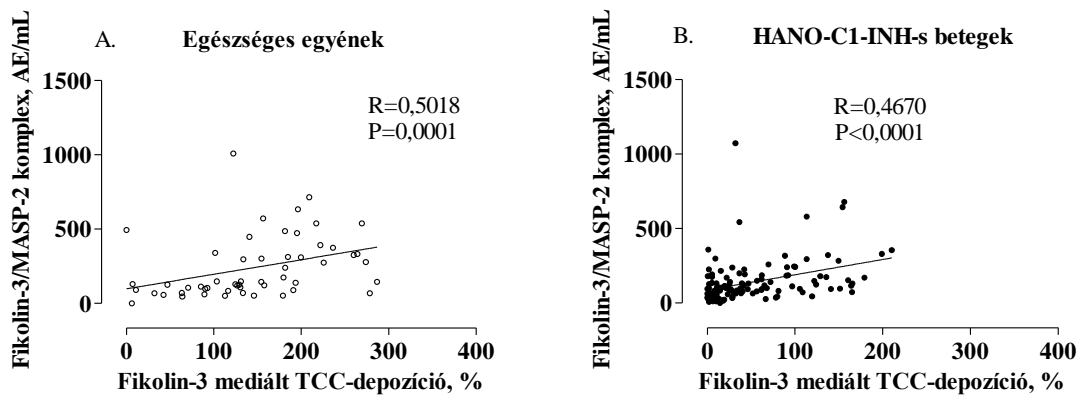 A. Egészséges egyének
Fikolin-3/MASP-2 komplex, AE/mL
1500
1000
500
0
R=0,5018
P=0,0001
0 100 200 300 400
Fikolin-3 mediált TCC-depozíció, %
B. HANO-C1-INH-s betegek
Fikolin-3/MASP-2 komplex, AE/mL
1500
1000
500
0
R=0,4670
P<0,0001
0 100 200 300 400
Fikolin-3 mediált TCC-depozíció, %